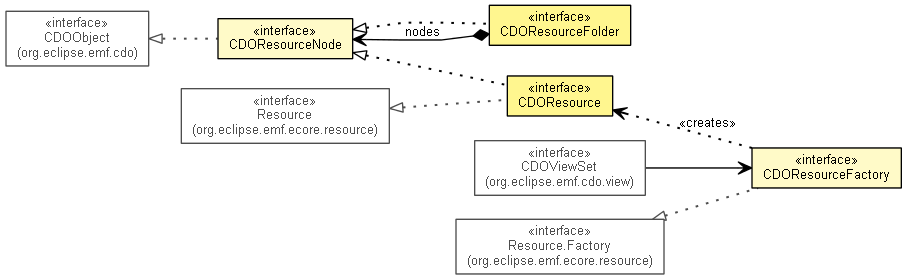 «interface»
CDOObject
(org.eclipse.emf.cdo)
«interface»
CDOResourceNode
nodes
«interface»
CDOResourceFolder
«interface»
Resource
(org.eclipse.emf.ecore.resource)
«interface»
CDOResource
«creates»
«interface»
CDOViewSet
(org.eclipse.emf.cdo.view)
«interface»
CDOResourceFactory
«interface»
Resource.Factory
(org.eclipse.emf.ecore.resource)